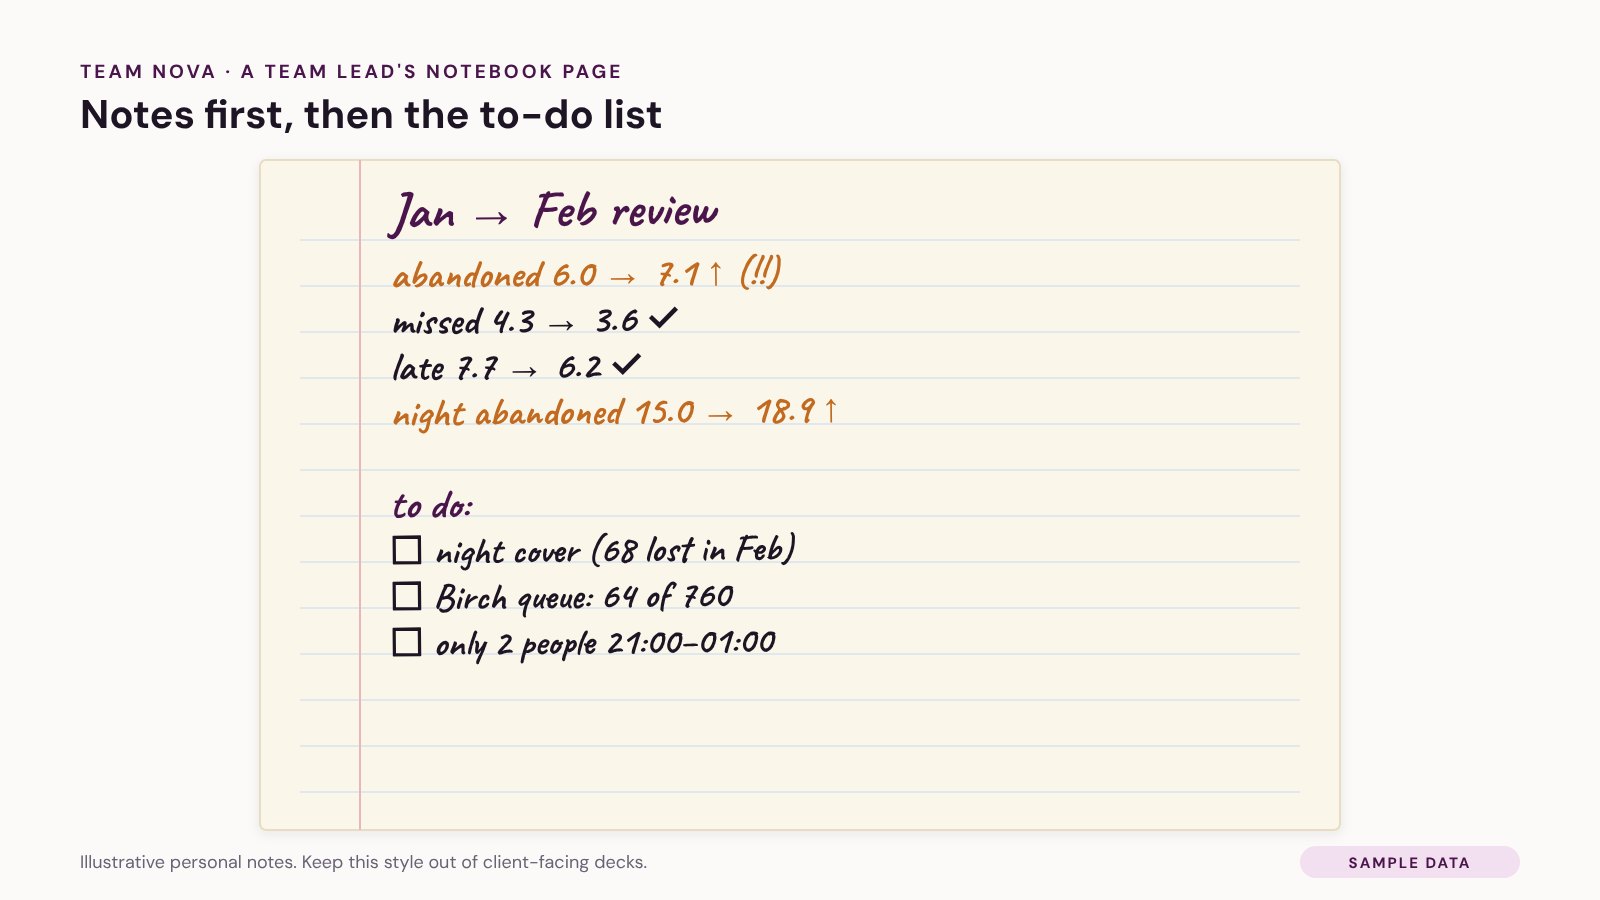 TEAM NOVA · A TEAM LEAD'S NOTEBOOK PAGE
Notes first, then the to-do list
Jan → Feb review
abandoned 6.0 → 7.1 ↑ (!!)
missed 4.3 → 3.6 ✓
late 7.7 → 6.2 ✓
night abandoned 15.0 → 18.9 ↑
to do:
☐ night cover (68 lost in Feb)
☐ Birch queue: 64 of 760
☐ only 2 people 21:00–01:00
Illustrative personal notes. Keep this style out of client-facing decks.
SAMPLE DATA